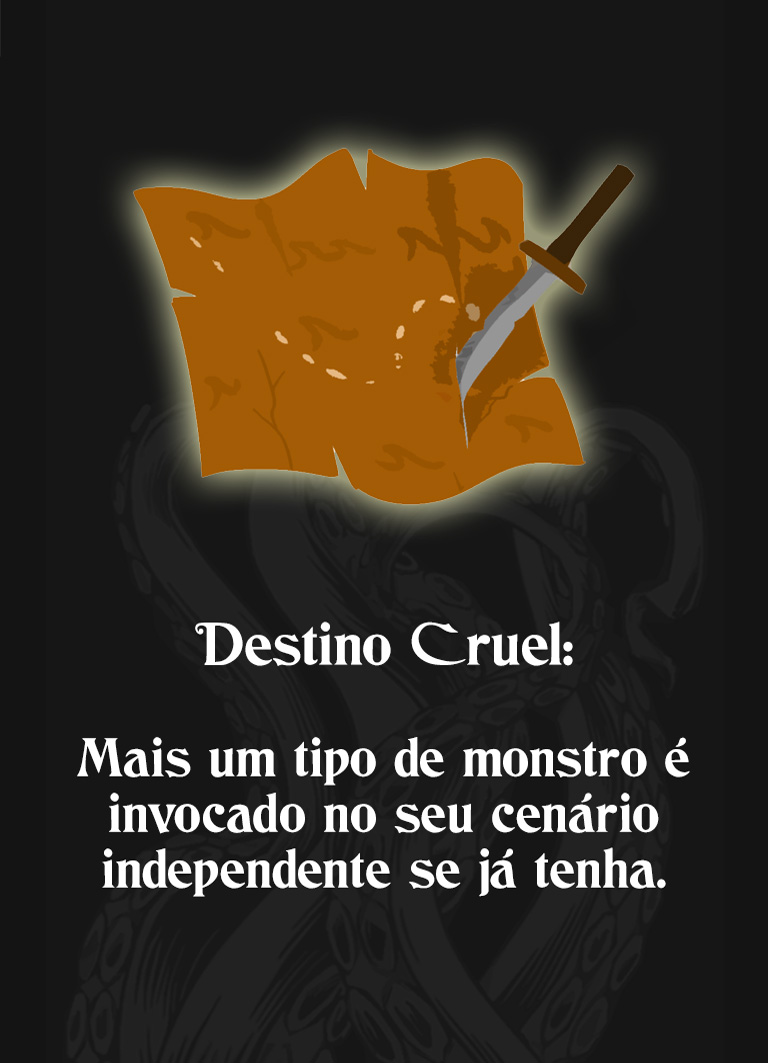 Destino Cruel:
Mais um tipo de monstro é
invocado no seu cenário
independente se já tenha.